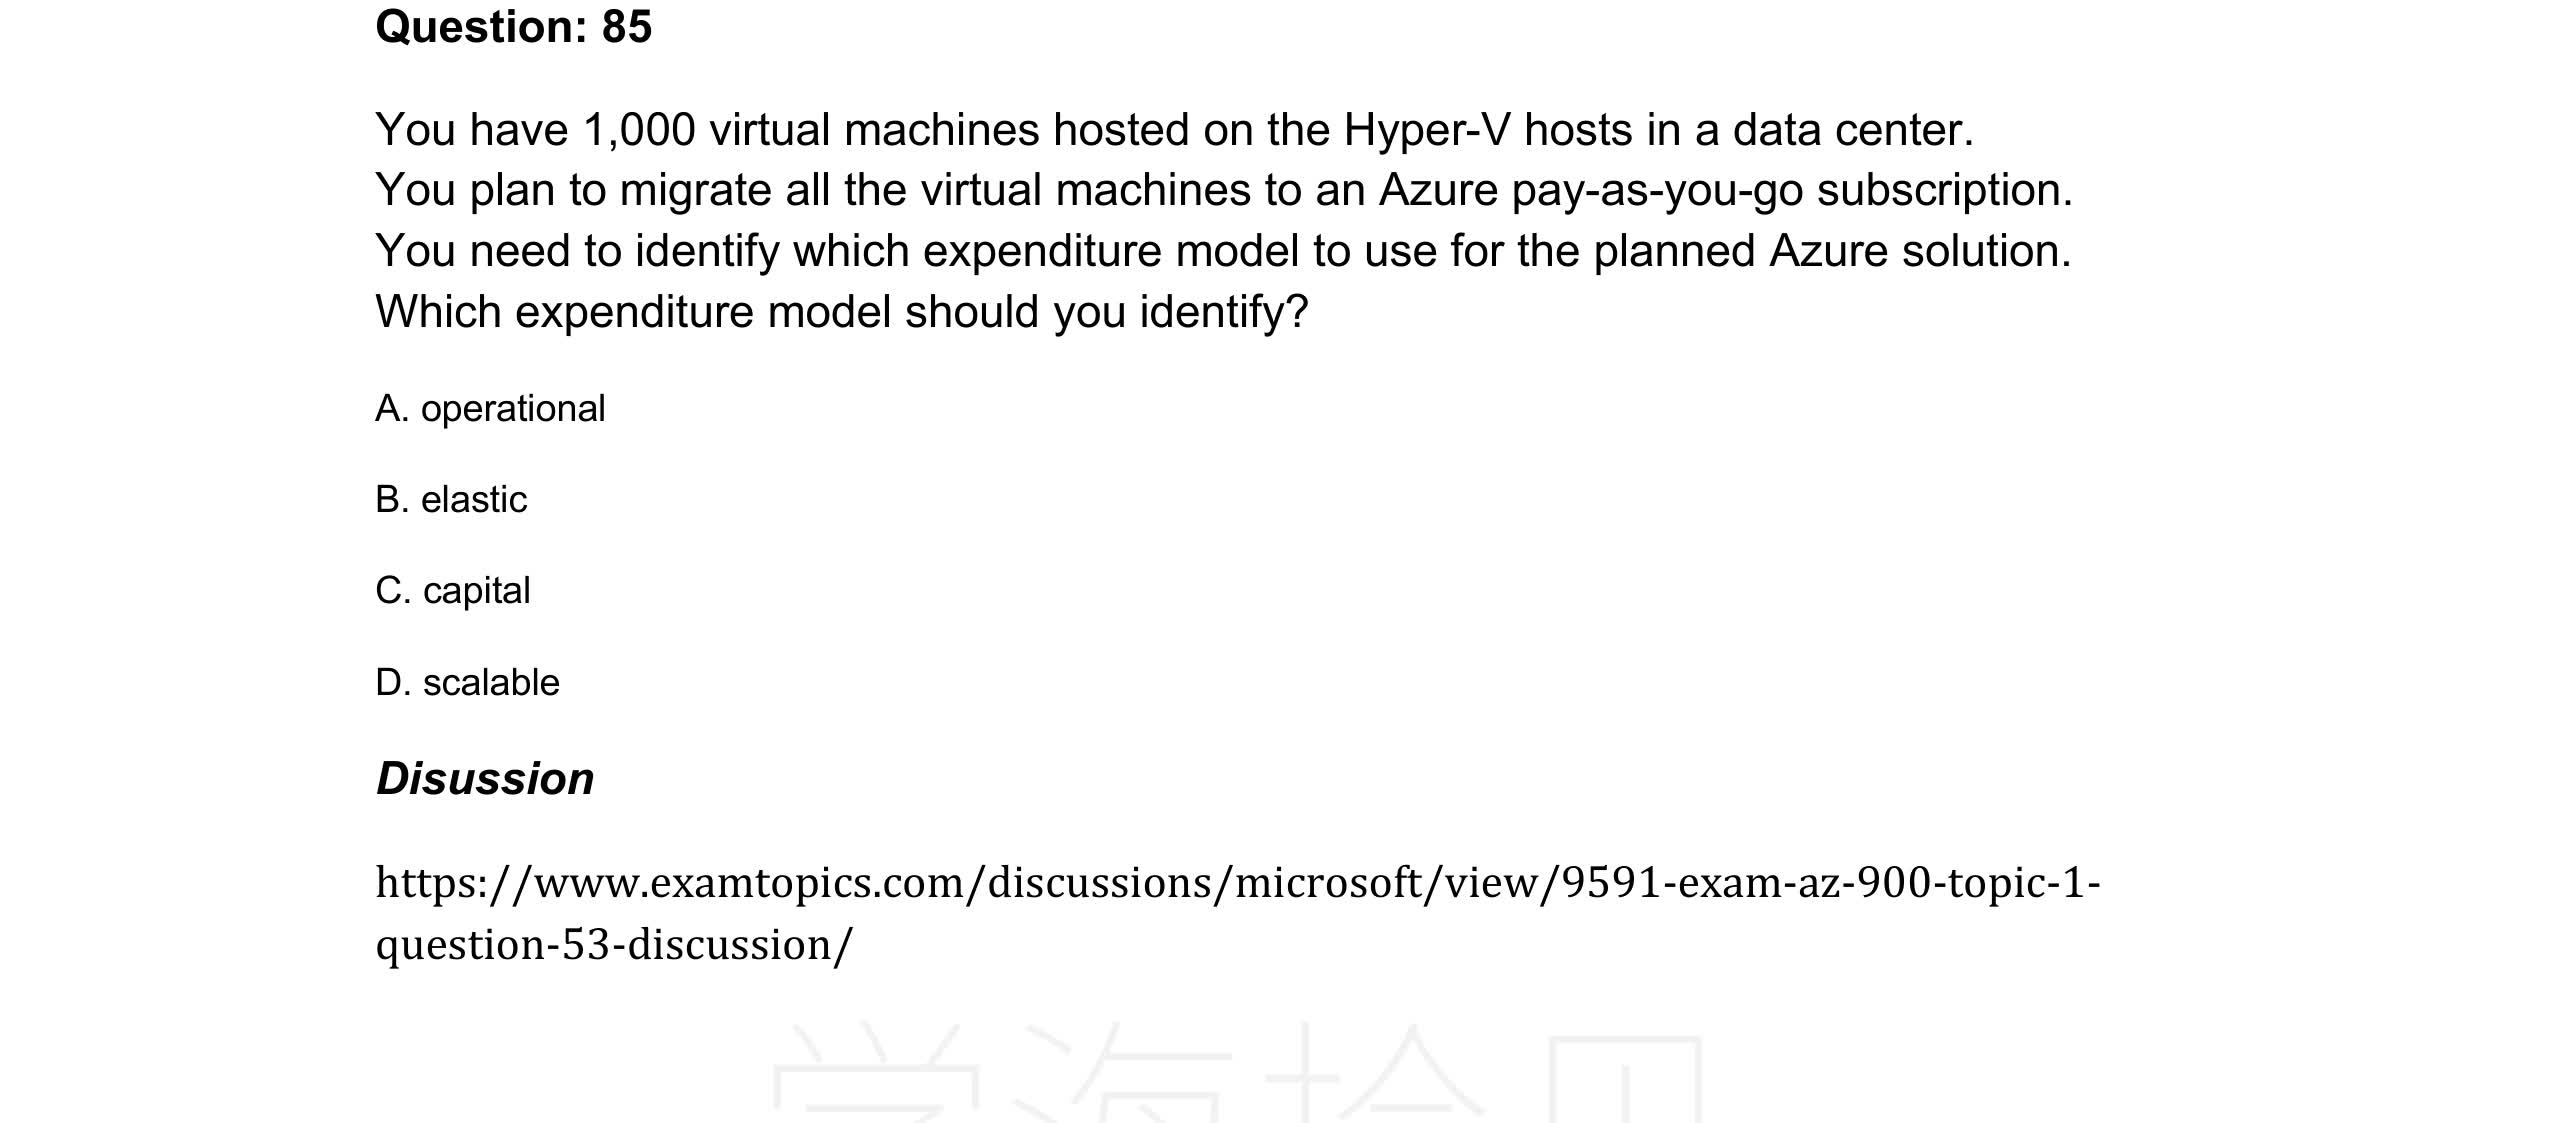 Question: 85
You have 1,000 virtual machines hosted on the Hyper-V hosts in a data center.
You plan to migrate all the virtual machines to an Azure pay-as-you-go subscription.
You need to identify which expenditure model to use for the planned Azure solution.
Which expenditure model should you identify?
A. operational
B. elastic
C. capital
D. scalable
Disussion
https://www.examtopics.com/discussions/microsoft/view/9591-exam-az-900-topic-1-
question-53-discussion/